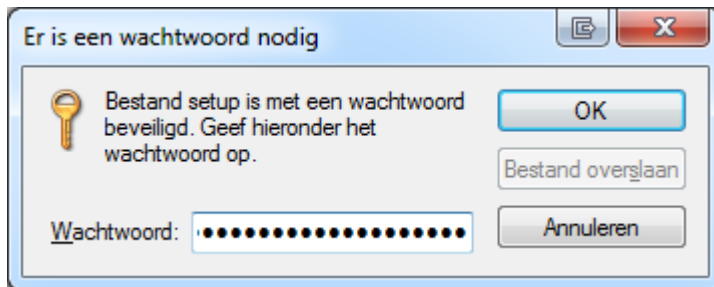 Er is een wachtwoord nodig
Bestand setup is met een wachtwoord
beveiligd. Geef hieronder het
wachtwoord op.
OK
Bestand overslaan
Wachtwoord: ••••••••••••••••••••
Annuleren